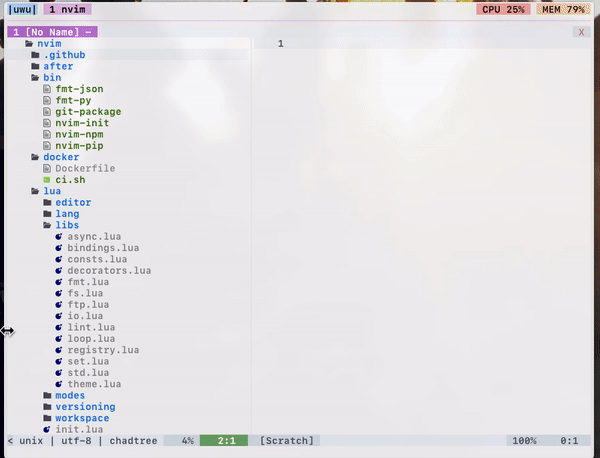 |uwu| 1 nvim CPU 25% MEM 79%
1 [No Name] − X
nvim 1
.github
after
bin
fmt-json
fmt-py
git-package
nvim-init
nvim-npm
nvim-pip
docker
Dockerfile
ci.sh
lua
editor
lang
libs
async.lua
bindings.lua
consts.lua
decorators.lua
fmt.lua
fs.lua
ftp.lua
io.lua
lint.lua
loop.lua
registry.lua
set.lua
std.lua
theme.lua
modes
versioning
workspace
init.lua
< unix | utf-8 | chadtree 4% 2:1 [Scratch] 100% 0:1